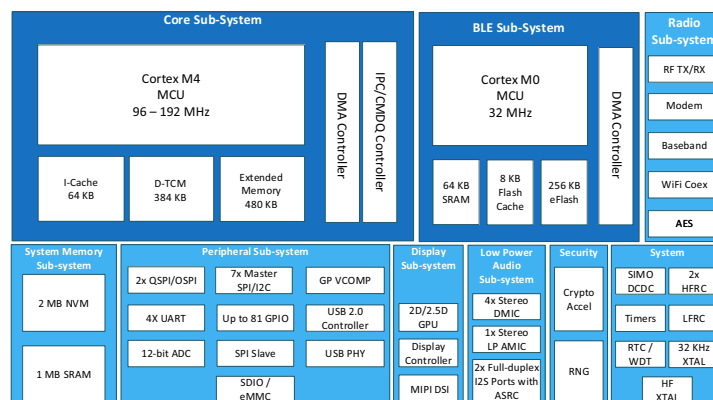 Core Sub-System
Cortex M4
MCU
96 – 192 MHz
DMA Controller
IPC/CMDQ Controller
I-Cache
64 KB
D-TCM
384 KB
Extended
Memory
480 KB
BLE Sub-System
Cortex M0
MCU
32 MHz
DMA Controller
64 KB
SRAM
8 KB
Flash
Cache
256 KB
eFlash
Radio
Sub-system
RF TX/RX
Modem
Baseband
WiFi Coex
AES
System Memory
Sub-system
2 MB NVM
1 MB SRAM
Peripheral Sub-system
2x QSPI/OSPI
7x Master
SPI/I2C
GP VCOMP
4X UART
Up to 81 GPIO
USB 2.0
Controller
12-bit ADC
SPI Slave
USB PHY
SDIO /
eMMC
Display
Sub-system
2D/2.5D
GPU
Display
Controller
MIPI DSI
Low Power
Audio
Sub-system
4x Stereo
DMIC
1x Stereo
LP AMIC
2x Full-duplex
I2S Ports with
ASRC
Security
Crypto
Accel
RNG
System
SIMO
DCDC
2x
HFRC
Timers
LFRC
RTC /
WDT
32 KHz
XTAL
HF
XTAL